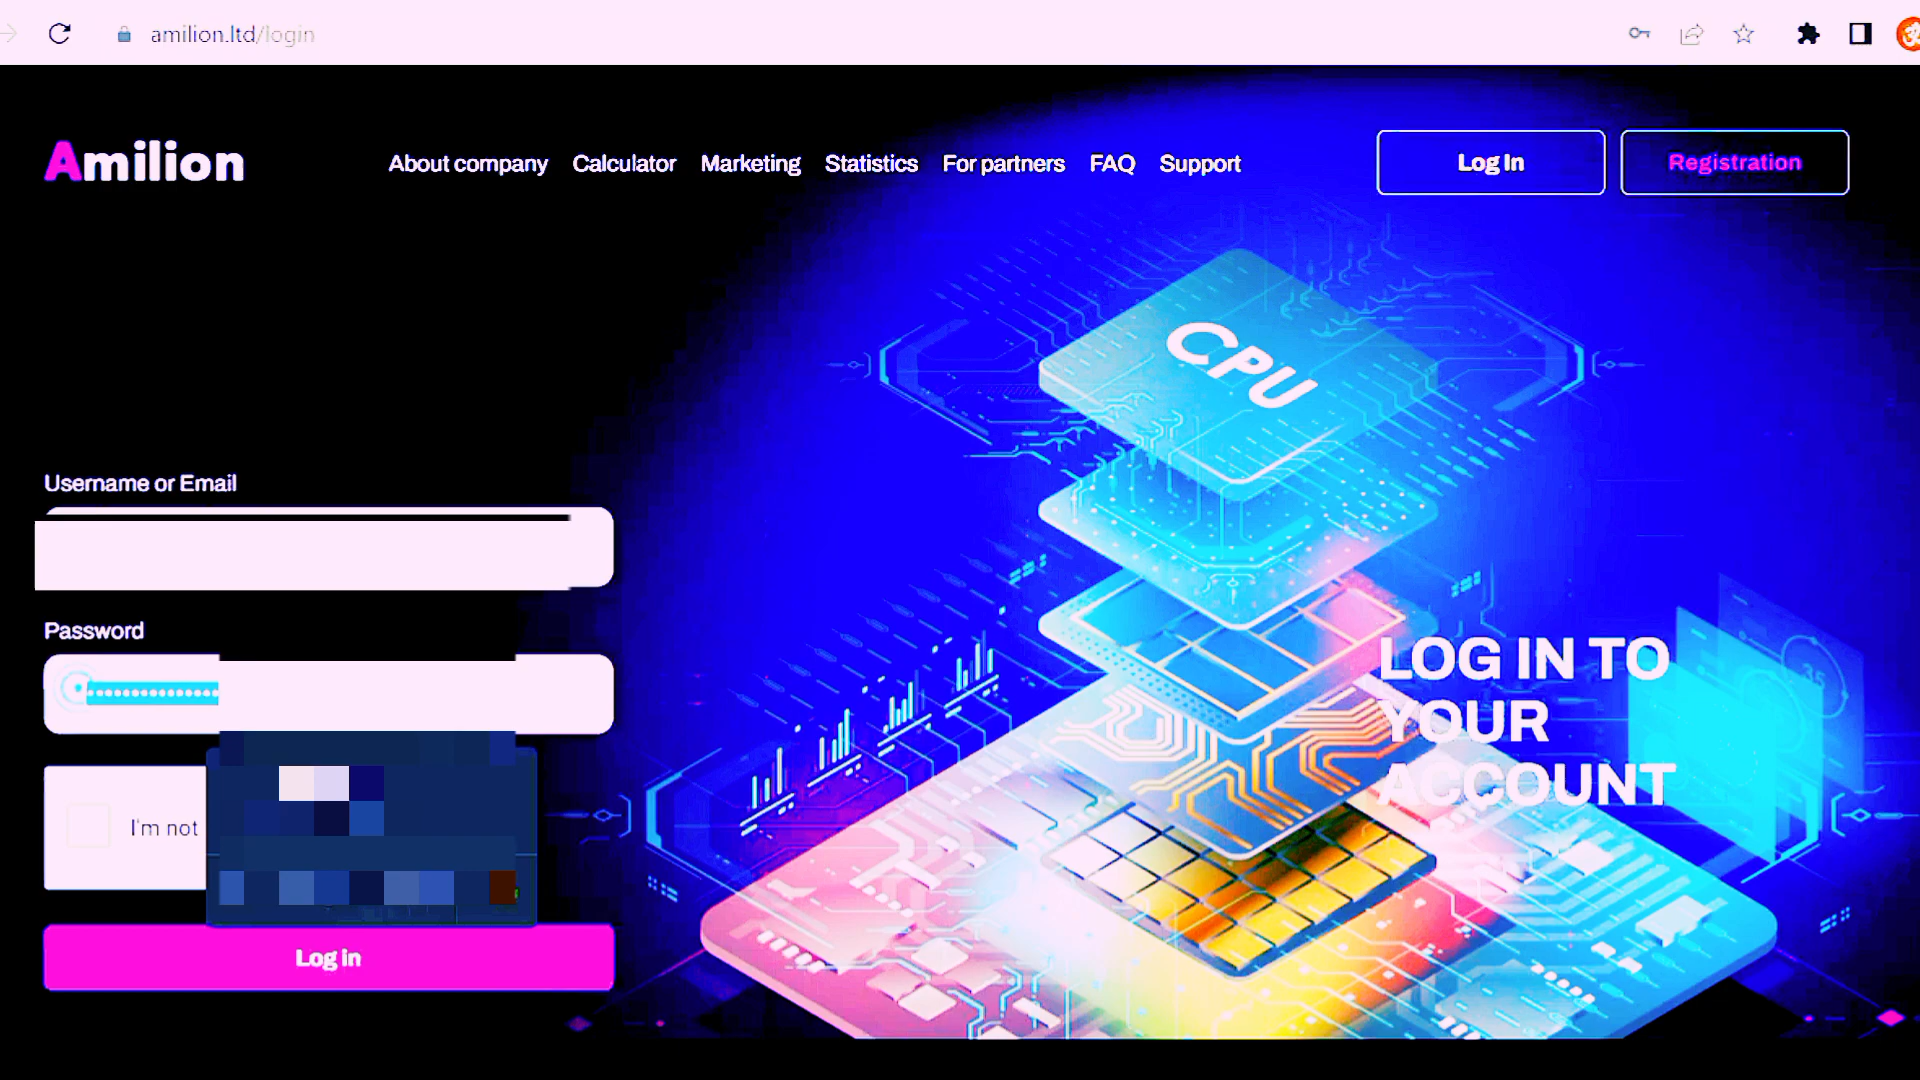 amilion.ltd/login
Amilion
About company Calculator Marketing Statistics For partners FAQ Support
Log In Registration
CPU
Username or Email
Password
LOG IN TO
YOUR
ACCOUNT
I'm not
Log in